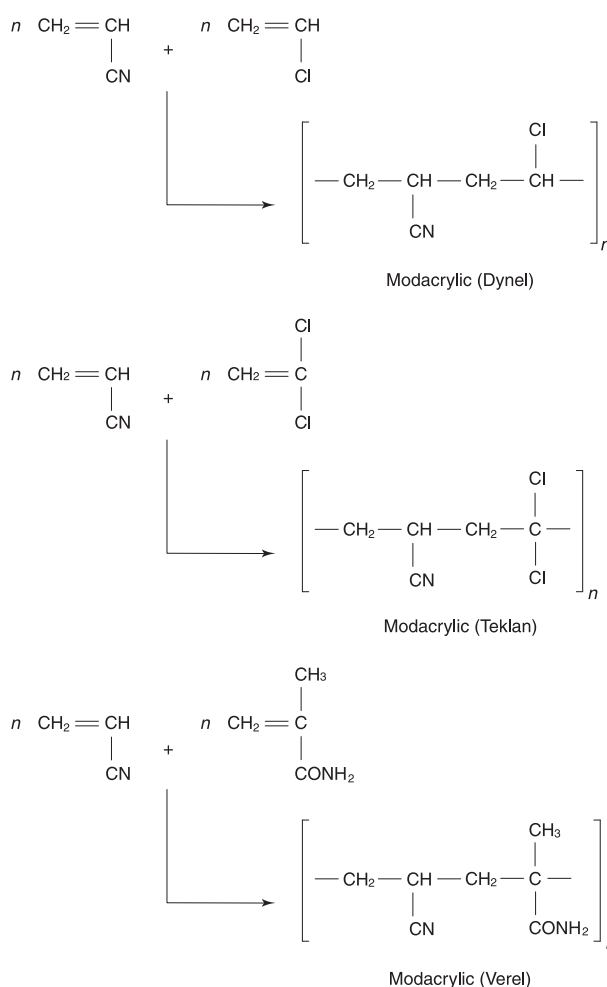 n CH2 CH + n CH2 CH
CN Cl
Cl
CH2 CH CH2 CH
CN
n
Modacrylic (Dynel)
Cl
n CH2 CH + n CH2 C
CN Cl
Cl
CH2 CH CH2 C
CN Cl
n
Modacrylic (Teklan)
CH3
n CH2 CH + n CH2 C
CN CONH2
CH3
CH2 CH CH2 C
CN CONH2
Modacrylic (Verel)